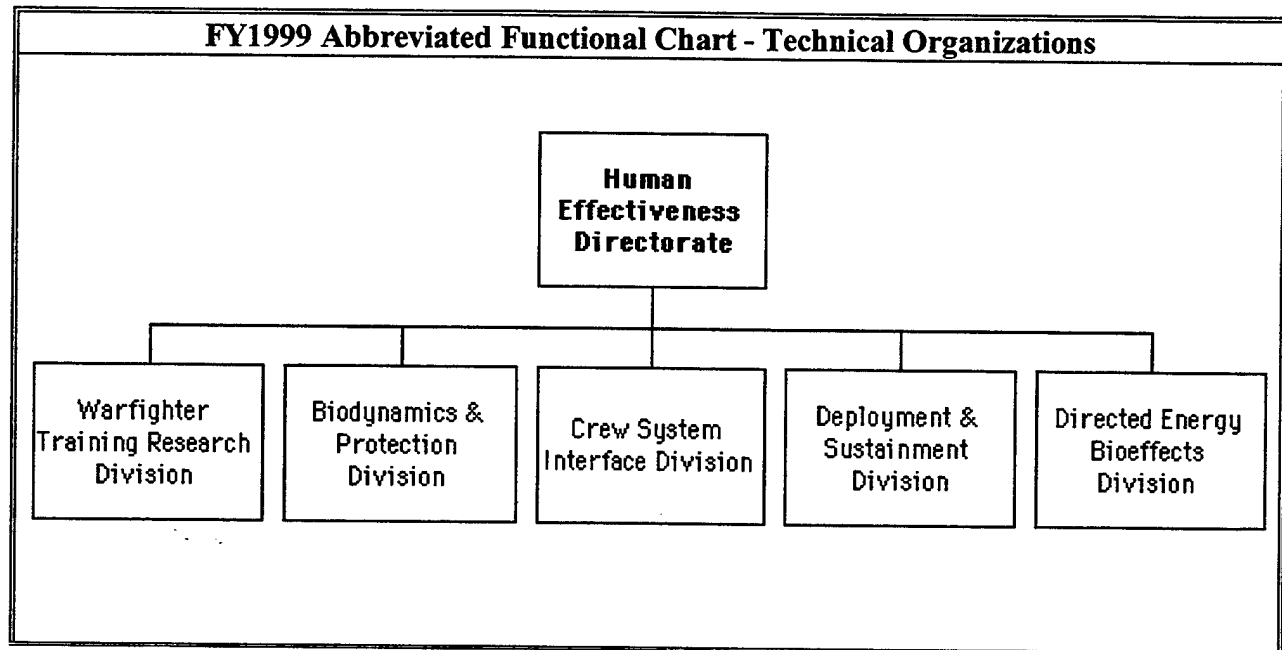 FY1999 Abbreviated Functional Chart - Technical Organizations
Human
Effectiveness
Directorate
Warfighter
Training Research
Division
Biodynamics &
Protection
Division
Crew System
Interface Division
Deployment &
Sustainment
Division
Directed Energy
Bioeffects
Division